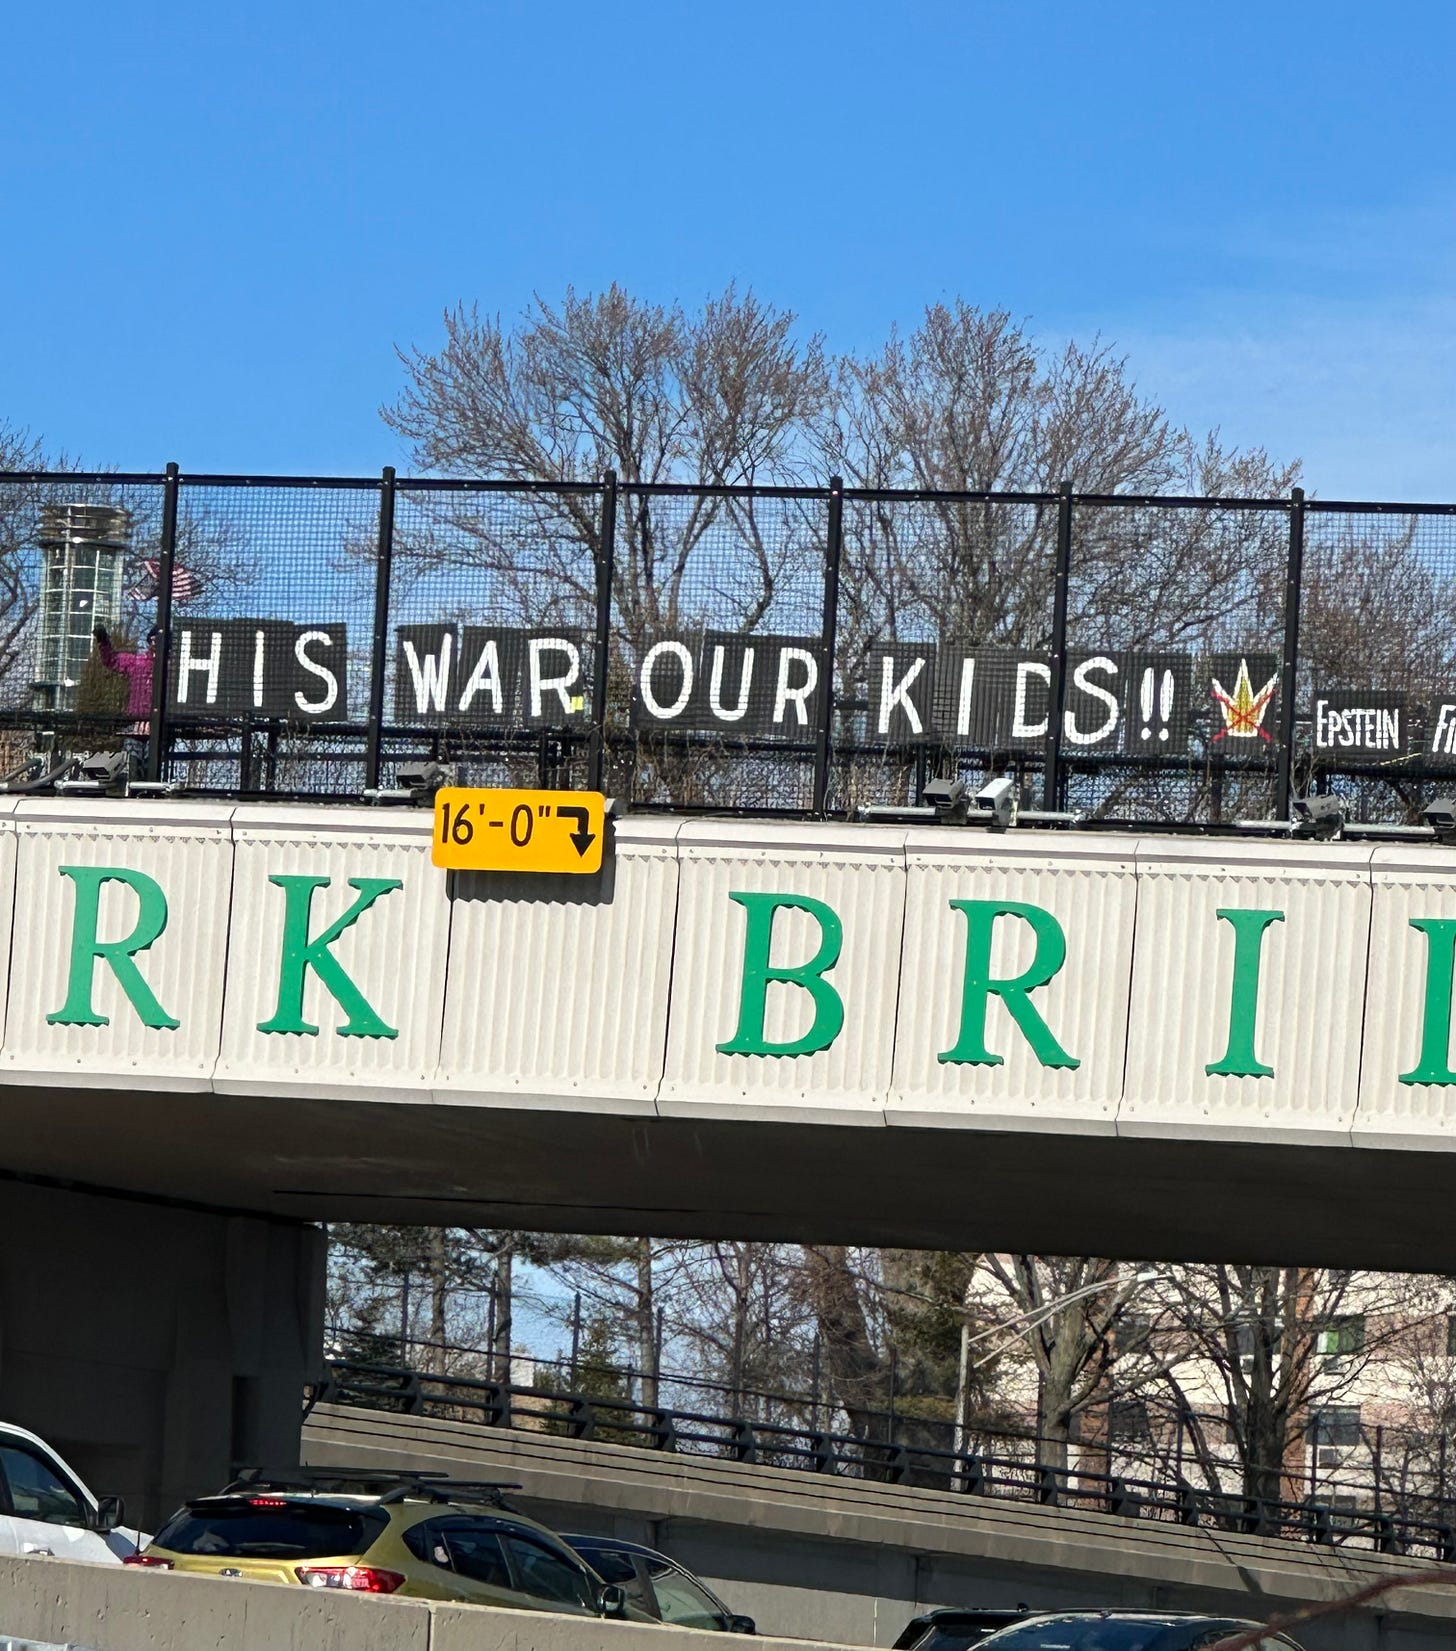 HIS WAR OUR KIDS!!
EPSTEIN
16'-0"
RK BRI